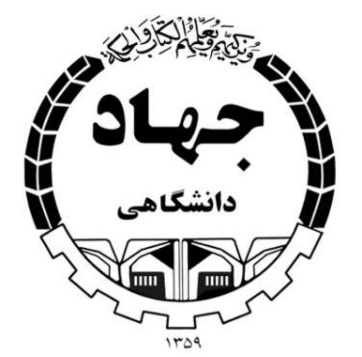 ویزکیهم ویعلمهم الکتاب والحکمة
جهاد
دانشگاهی
۱۳۵۹